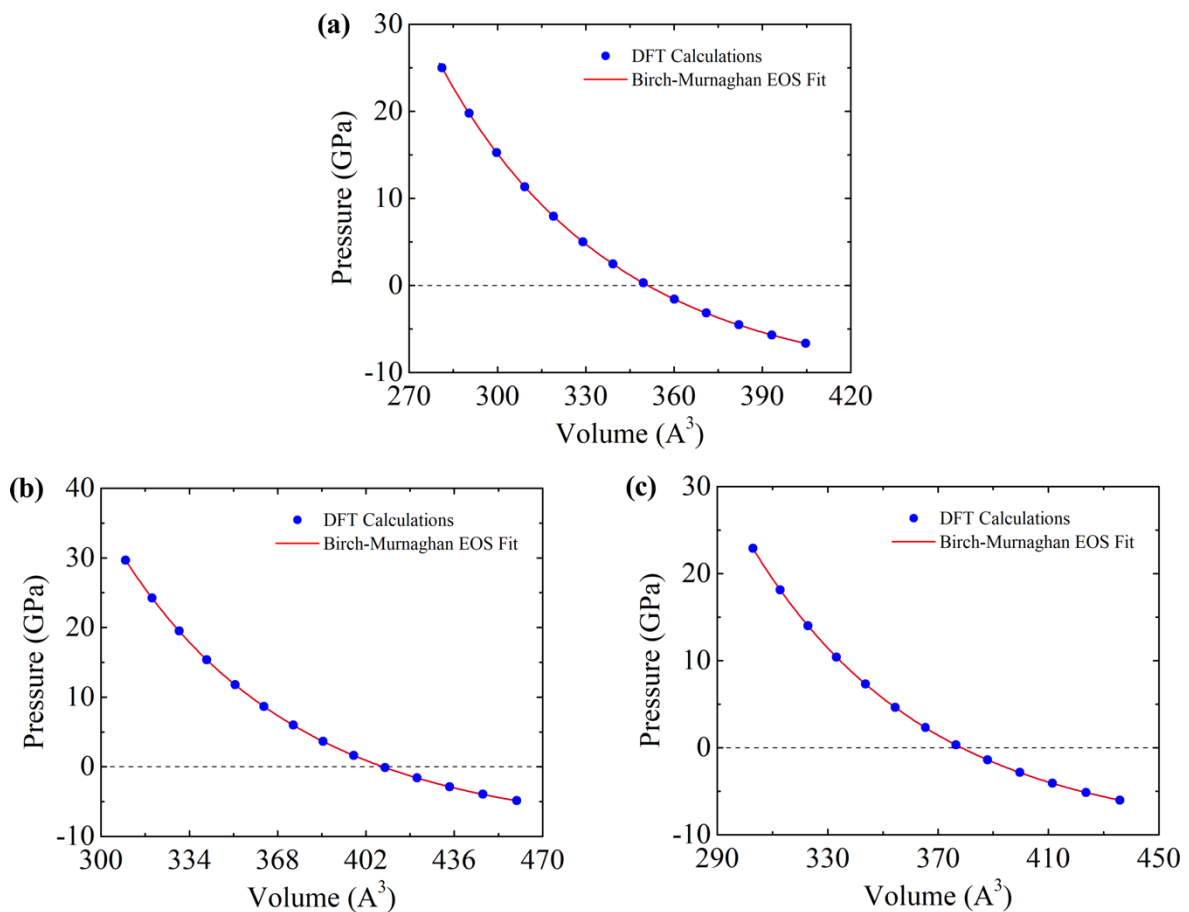 (a)
30
20
10
0
-10
Pressure (GPa)
DFT Calculations
Birch-Murnaghan EOS Fit
270 300 330 360 390 420
Volume (A³)
(b)
40
30
20
10
0
-10
Pressure (GPa)
DFT Calculations
Birch-Murnaghan EOS Fit
300 334 368 402 436 470
Volume (A³)
(c)
30
20
10
0
-10
Pressure (GPa)
DFT Calculations
Birch-Murnaghan EOS Fit
290 330 370 410 450
Volume (A³)